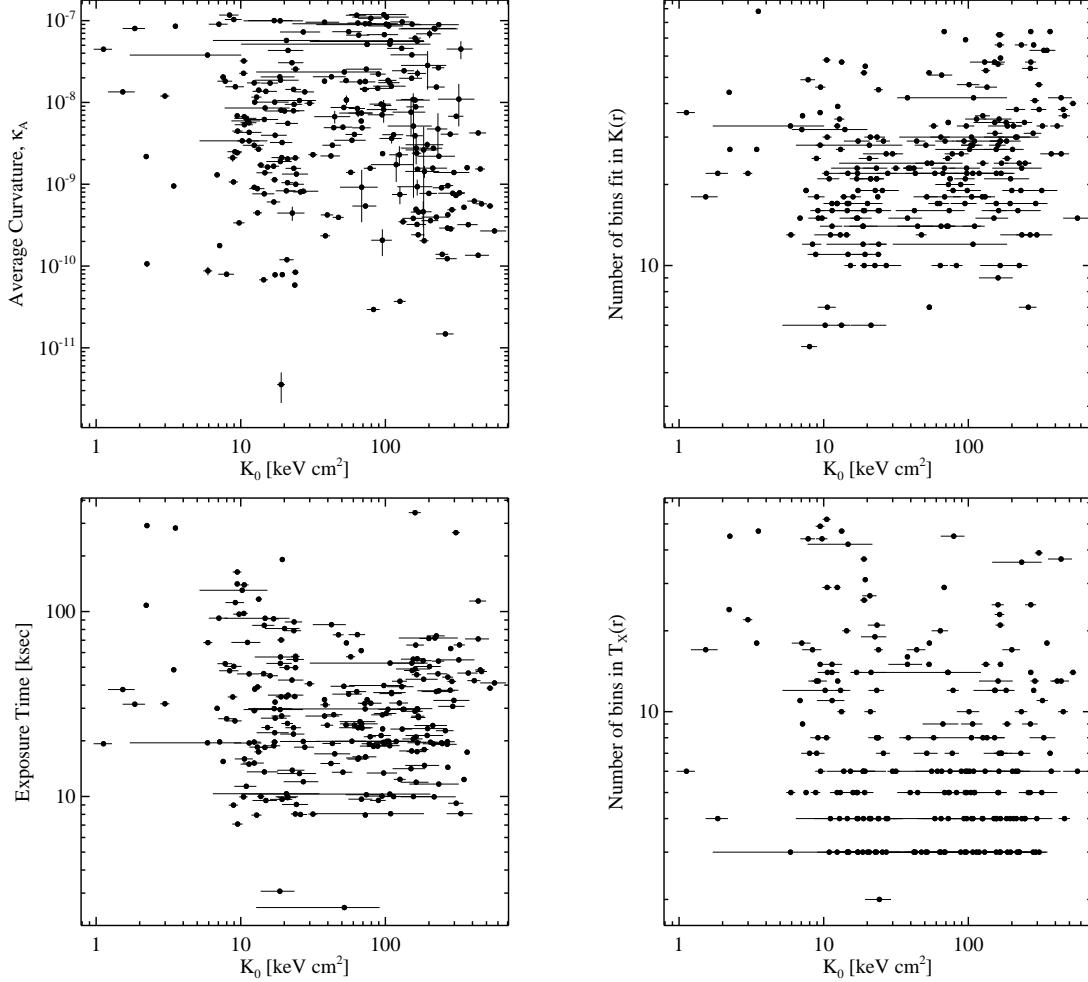 10⁻⁷
10⁻⁸
10⁻⁹
10⁻¹⁰
10⁻¹¹
Average Curvature, κ_A
1 10 100
K₀ [keV cm²]
10
Number of bins fit in K(r)
1 10 100
K₀ [keV cm²]
100
10
Exposure Time [ksec]
1 10 100
K₀ [keV cm²]
10
Number of bins in T_X(r)
1 10 100
K₀ [keV cm²]